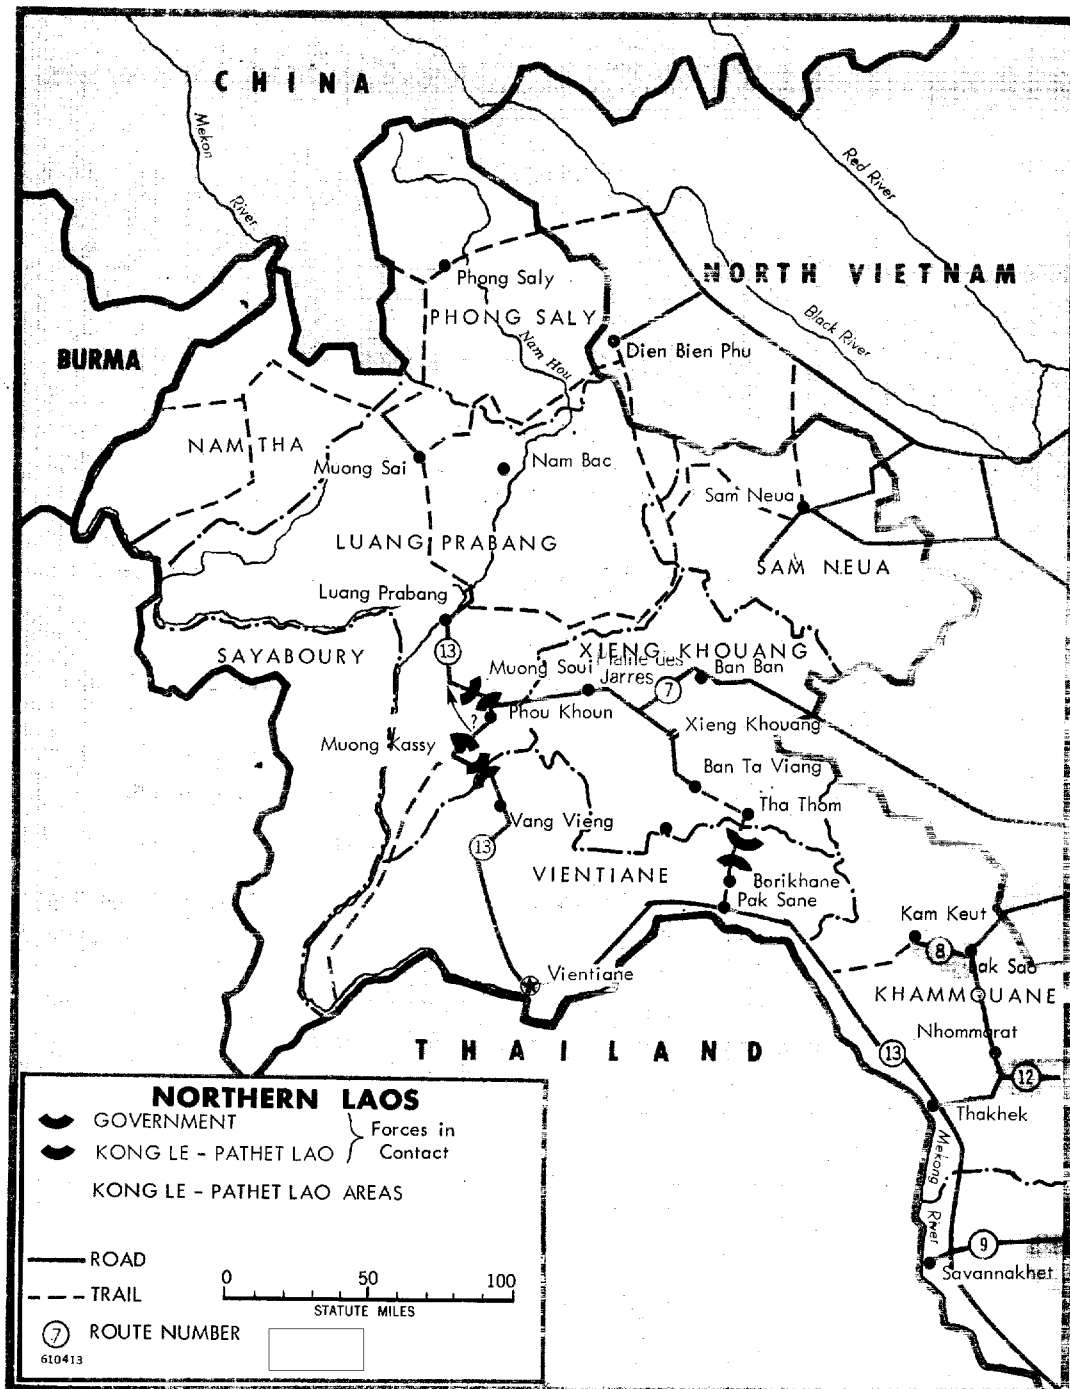 CHINA
Mekon
River
Red River
NORTH VIETNAM
Phong Saly
PHONG SALY
Nam Hou
Black River
BURMA
Dien Bien Phu
NAM THA
Muong Sai
Nam Bac
Sam Neua
LUANG PRABANG
SAM NEUA
Luang Prabang
13
SAYABOURY
XIENG KHOUANG
Muong Soui
Plaine des
Jarres
Ban Ban
7
Phou Khoun
?
Xieng Khouang
Muong Kassy
Ban Ta Viang
Tha Thom
Vang Vieng
13
VIENTIANE
Borikhane
Pak Sane
Kam Keut
8
Lak Sao
Vientiane
KHAMMOUANE
THAILAND
Nhommarat
13
12
Thakhek
Mekong
River
9
Savannakhet
NORTHERN LAOS
GOVERNMENT
KONG LE - PATHET LAO
Forces in
Contact
KONG LE - PATHET LAO AREAS
ROAD
TRAIL
0 50 100
STATUTE MILES
7 ROUTE NUMBER
610413